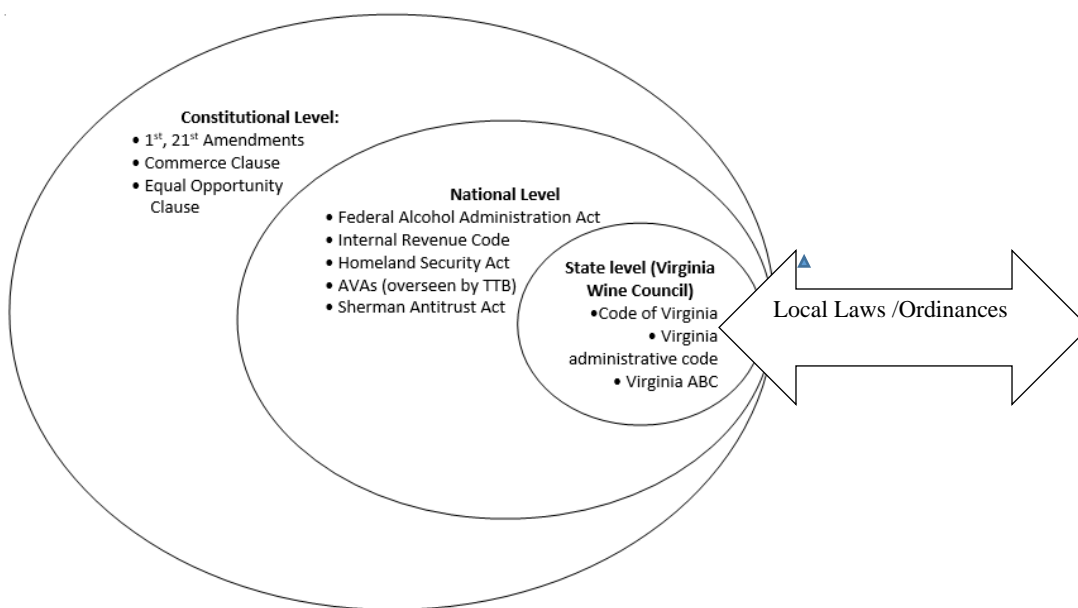 Constitutional Level:
• 1st, 21st Amendments
• Commerce Clause
• Equal Opportunity
Clause
National Level
• Federal Alcohol Administration Act
• Internal Revenue Code
• Homeland Security Act
• AVAs (overseen by TTB)
• Sherman Antitrust Act
State level (Virginia
Wine Council)
•Code of Virginia
• Virginia
administrative code
• Virginia ABC
Local Laws /Ordinances